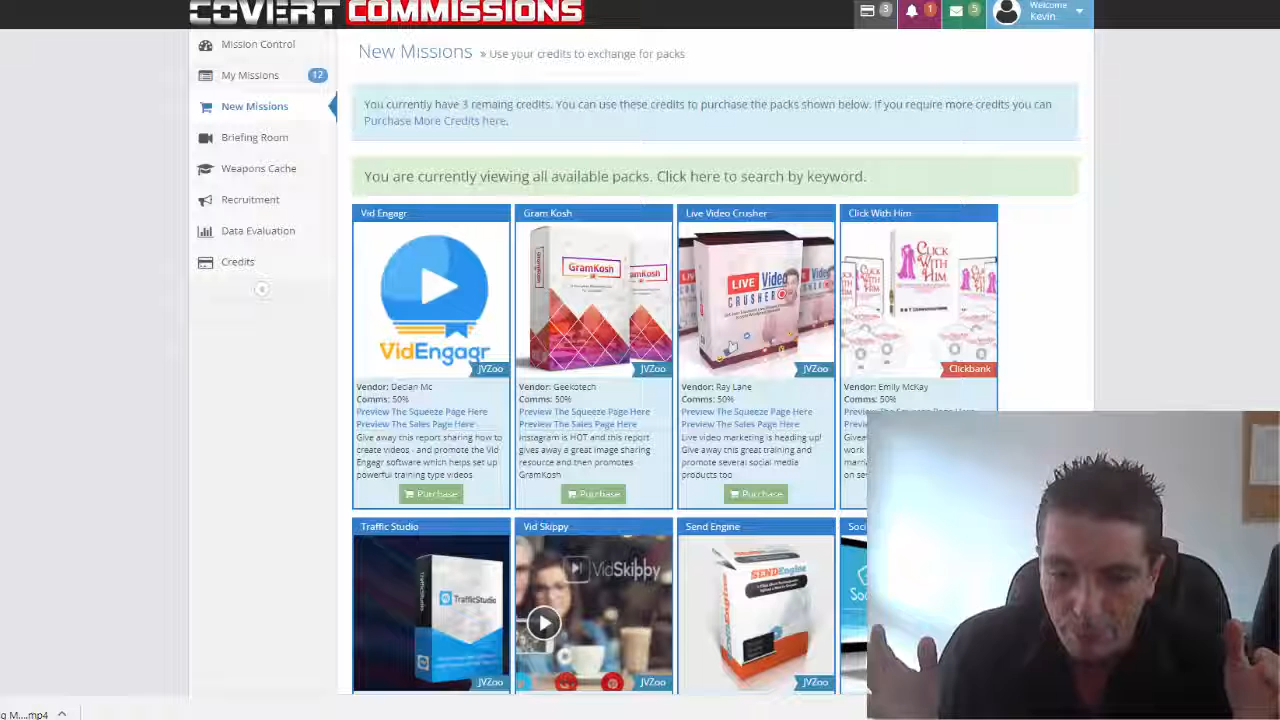 COVERT COMMISSIONS
3
1
5
Welcome
Kevin
Mission Control
My Missions 12
New Missions
Briefing Room
Weapons Cache
Recruitment
Data Evaluation
Credits
New Missions » Use your credits to exchange for packs
You currently have 3 remaing credits. You can use these credits to purchase the packs shown below. If you require more credits you can
Purchase More Credits here.
You are currently viewing all available packs. Click here to search by keyword.
Vid Engagr
VidEngagr
JVZoo
Vendor: Declan Mc
Comms: 50%
Preview The Squeeze Page Here
Preview The Sales Page Here
Give away this report sharing how to
create videos - and promote the Vid
Engagr software which helps set up
powerful training type videos.
Purchase
Gram Kosh
GramKosh
JVZoo
Vendor: Geekotech
Comms: 50%
Preview The Squeeze Page Here
Preview The Sales Page Here
Instagram is HOT and this report
gives away a great image sharing
resource and then promotes
GramKosh
Purchase
Live Video Crusher
LIVE Video
CRUSHER
JVZoo
Vendor: Ray Lane
Comms: 50%
Preview The Squeeze Page Here
Preview The Sales Page Here
Live video marketing is heading up!
Give away this great training and
promote several social media
products too
Purchase
Click With Him
CLICK
WITH
HIM
Clickbank
Vendor: Emily McKay
Comms: 50%
Traffic Studio
TrafficStudio
JVZoo
Vid Skippy
VidSkippy
JVZoo
Send Engine
SENDEngine
JVZoo
Soci
q M....mp4